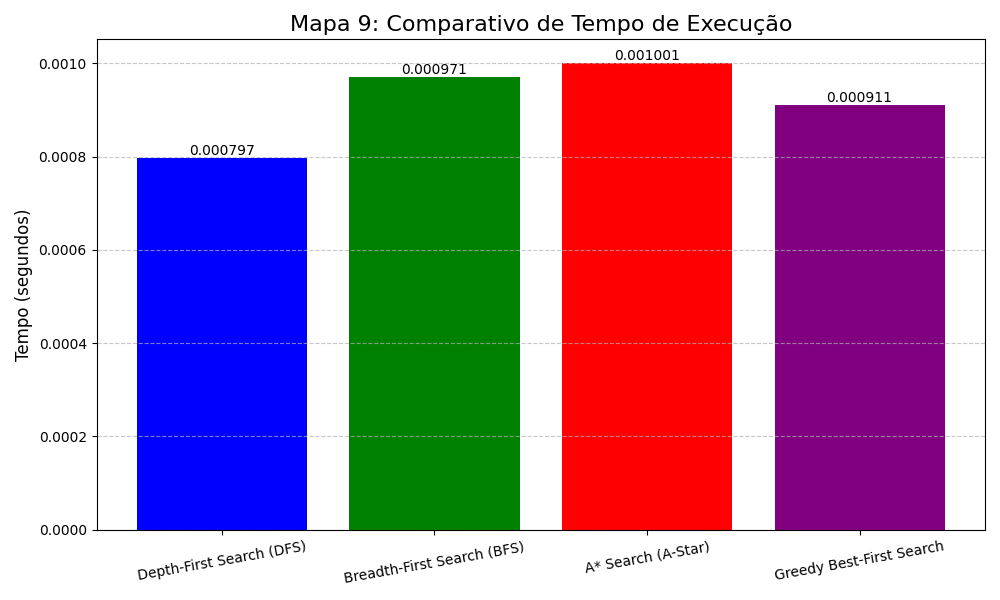 Mapa 9: Comparativo de Tempo de Execução
Tempo (segundos)
0.0010
0.0008
0.0006
0.0004
0.0002
0.0000
0.000797
0.000971
0.001001
0.000911
Depth-First Search (DFS)
Breadth-First Search (BFS)
A* Search (A-Star)
Greedy Best-First Search